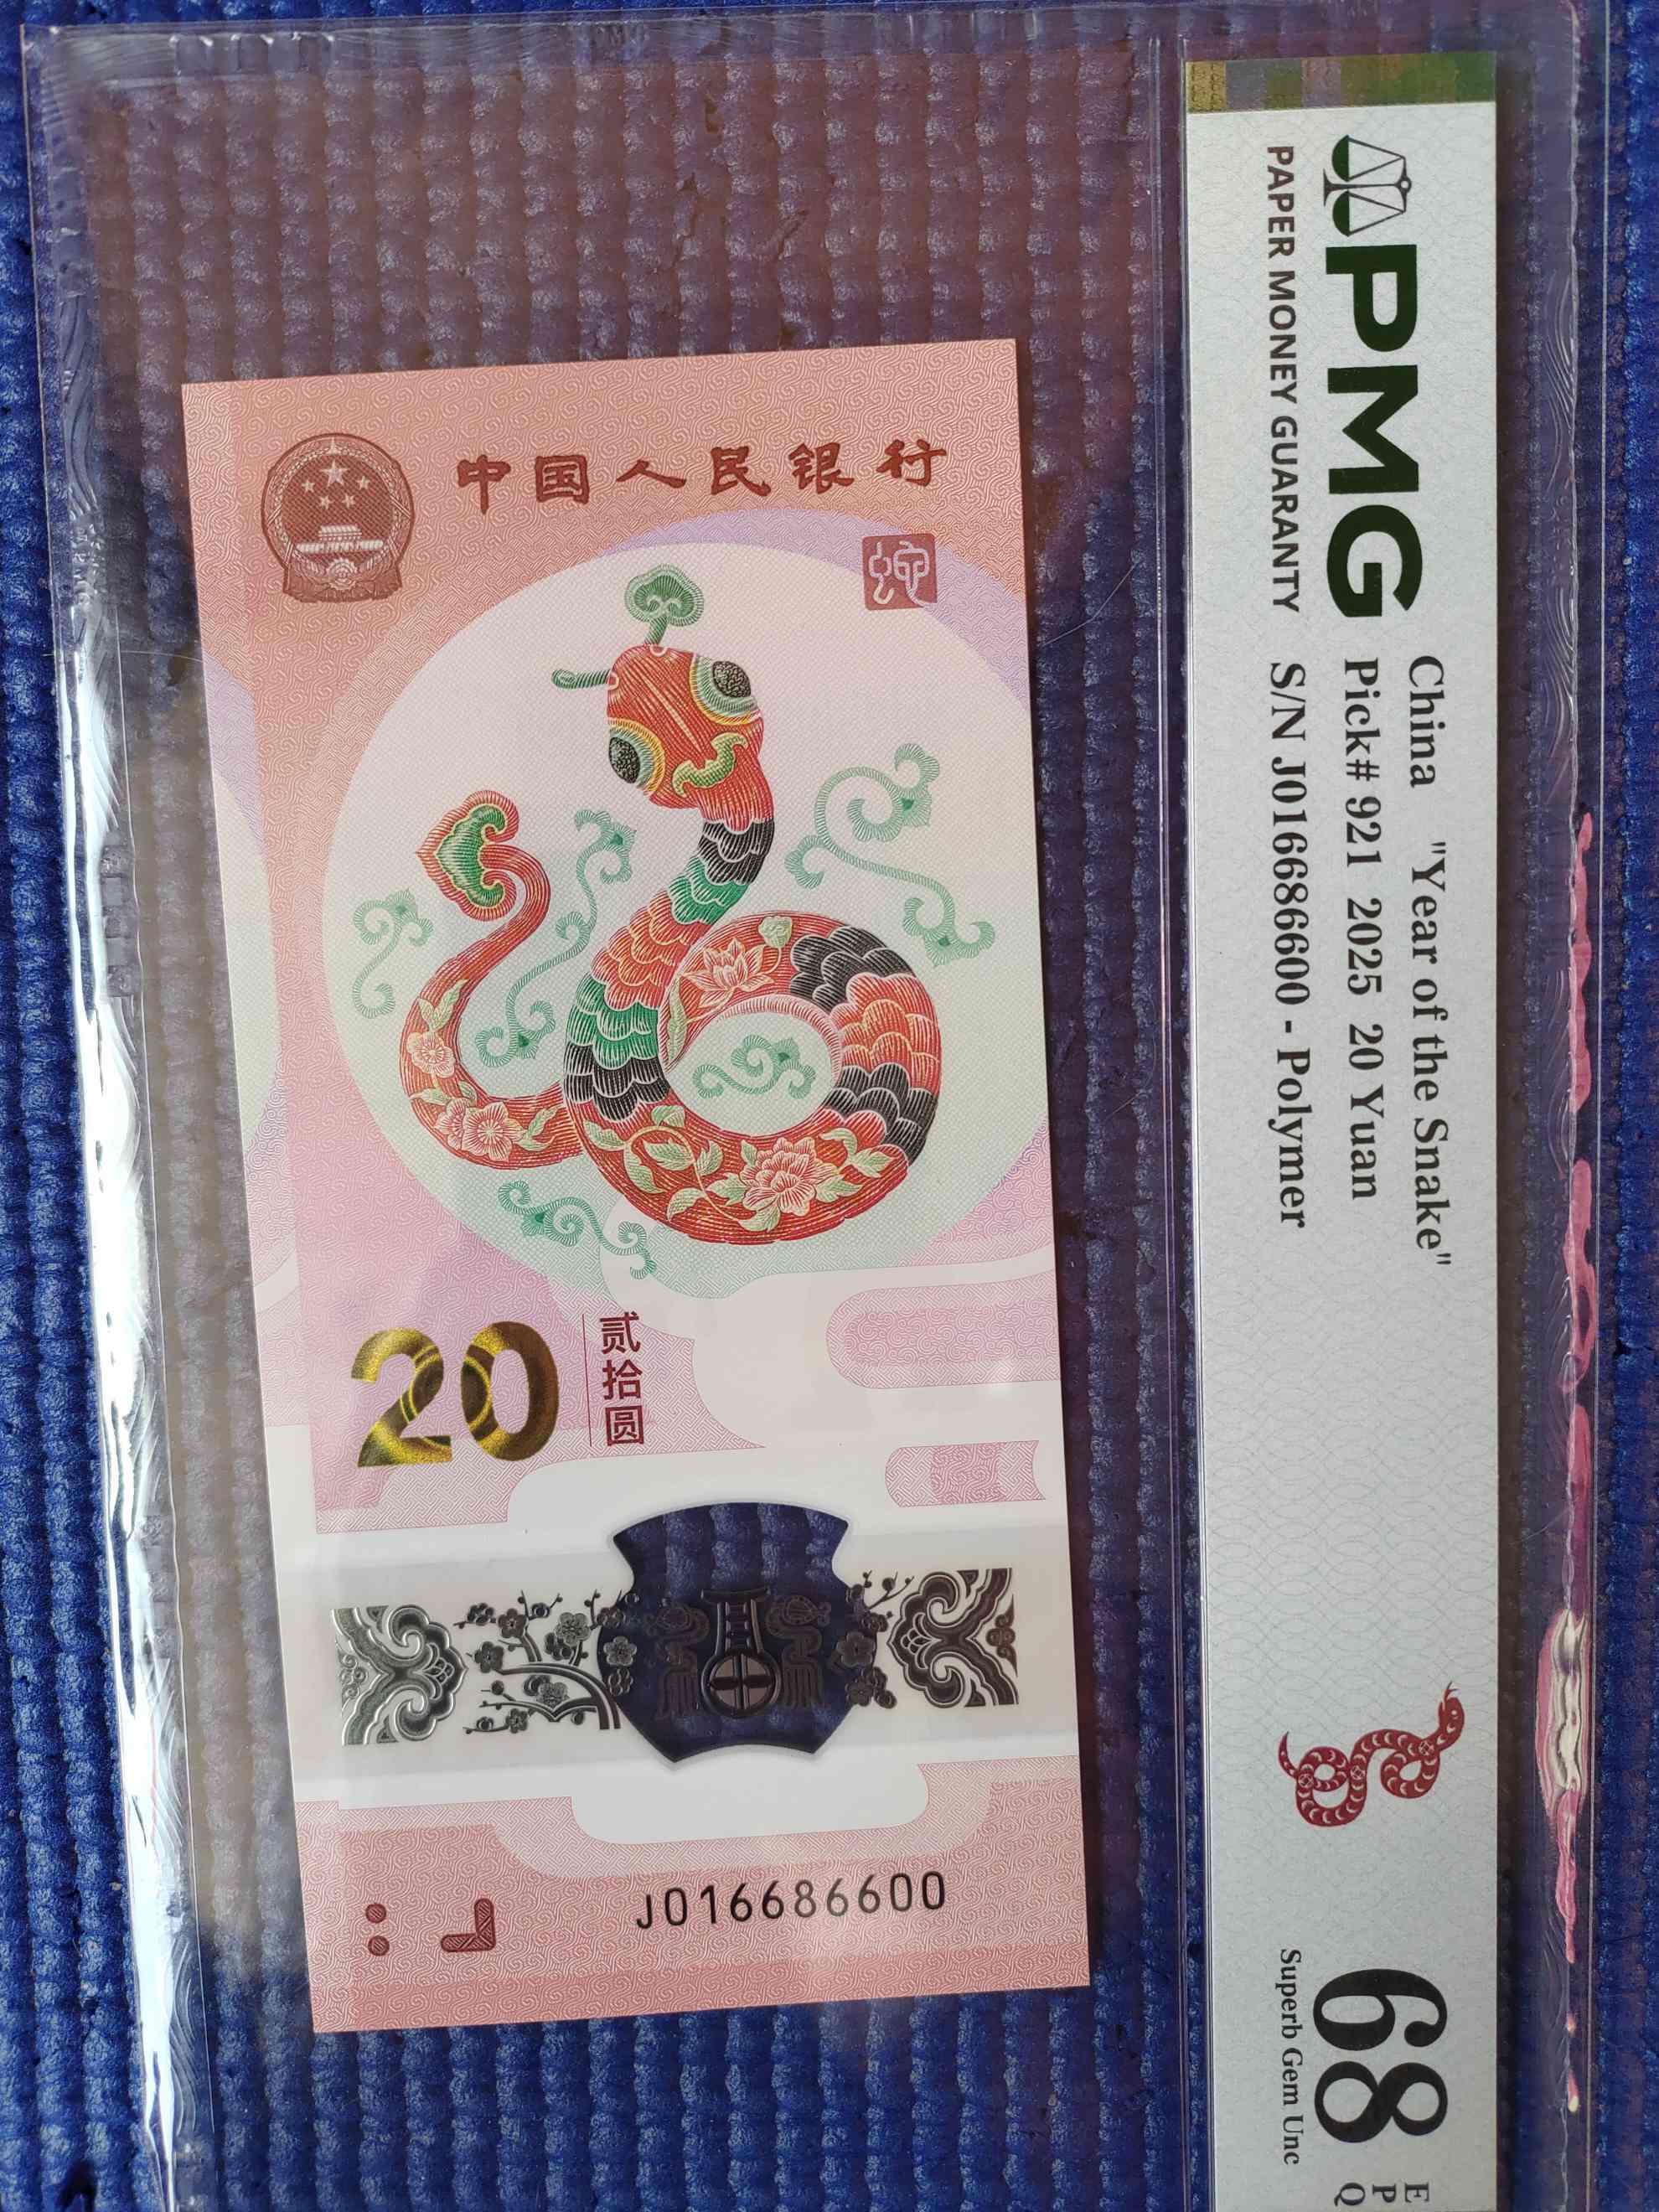 中国人民银行
蛇
20
贰拾圆
J016686600
PMG
PAPER MONEY GUARANTY
China "Year of the Snake"
Pick# 921 2025 20 Yuan
S/N J016686600 - Polymer
68
Superb Gem Unc
E
P
Q